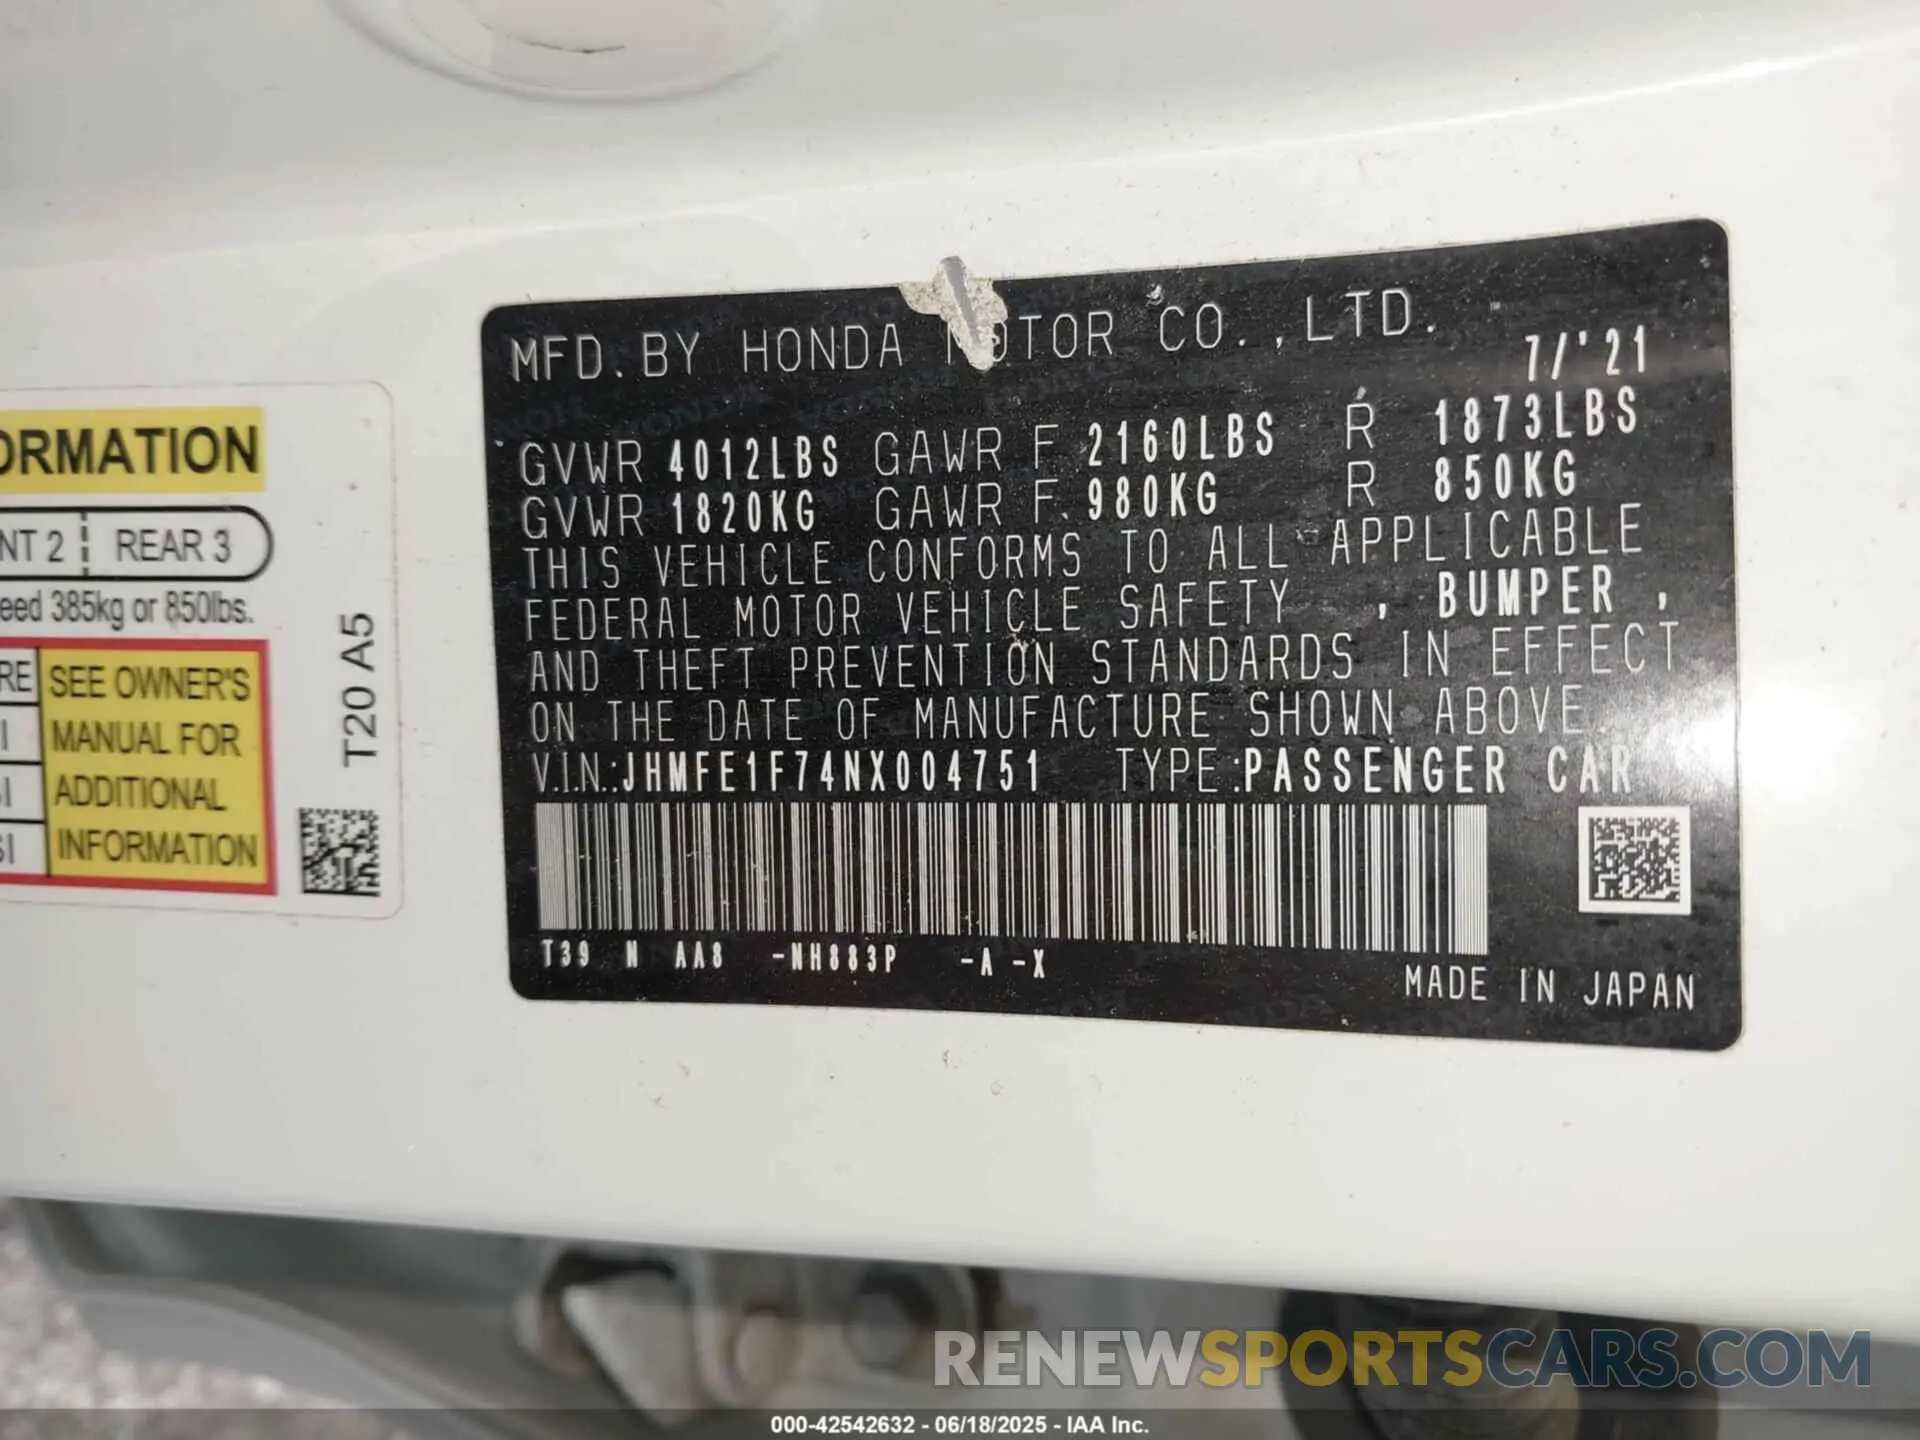 ORMATION
NT 2
REAR 3
eed 385kg or 850lbs.
RE
SEE OWNER'S
MANUAL FOR
ADDITIONAL
INFORMATION
T20 A5
MFD. BY HONDA MOTOR CO.,LTD.
7/'21
GVWR 4012LBS GAWR F 2160LBS R 1873LBS
GVWR 1820KG GAWR F 980KG R 850KG
THIS VEHICLE CONFORMS TO ALL APPLICABLE
FEDERAL MOTOR VEHICLE SAFETY , BUMPER ,
AND THEFT PREVENTION STANDARDS IN EFFECT
ON THE DATE OF MANUFACTURE SHOWN ABOVE.
V.I.N.:JHMFE1F74NX004751 TYPE:PASSENGER CAR
T39 N AA8 -NH883P -A -X
MADE IN JAPAN
RENEWSPORTSCARS.COM
000-42542632 - 06/18/2025 - IAA Inc.